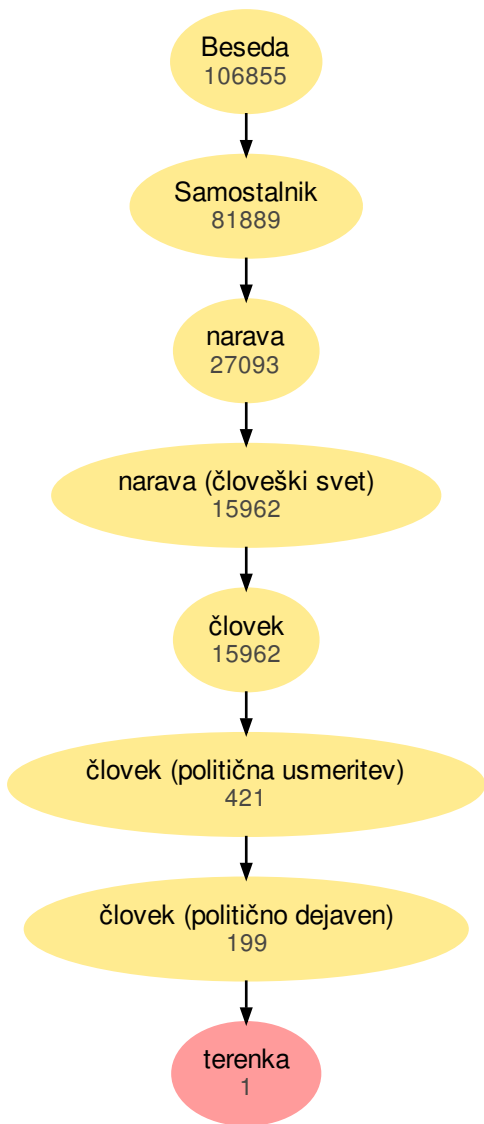 Beseda
106855
Samostalnik
81889
narava
27093
narava (človeški svet)
15962
človek
15962
človek (politična usmeritev)
421
človek (politično dejaven)
199
terenka
1